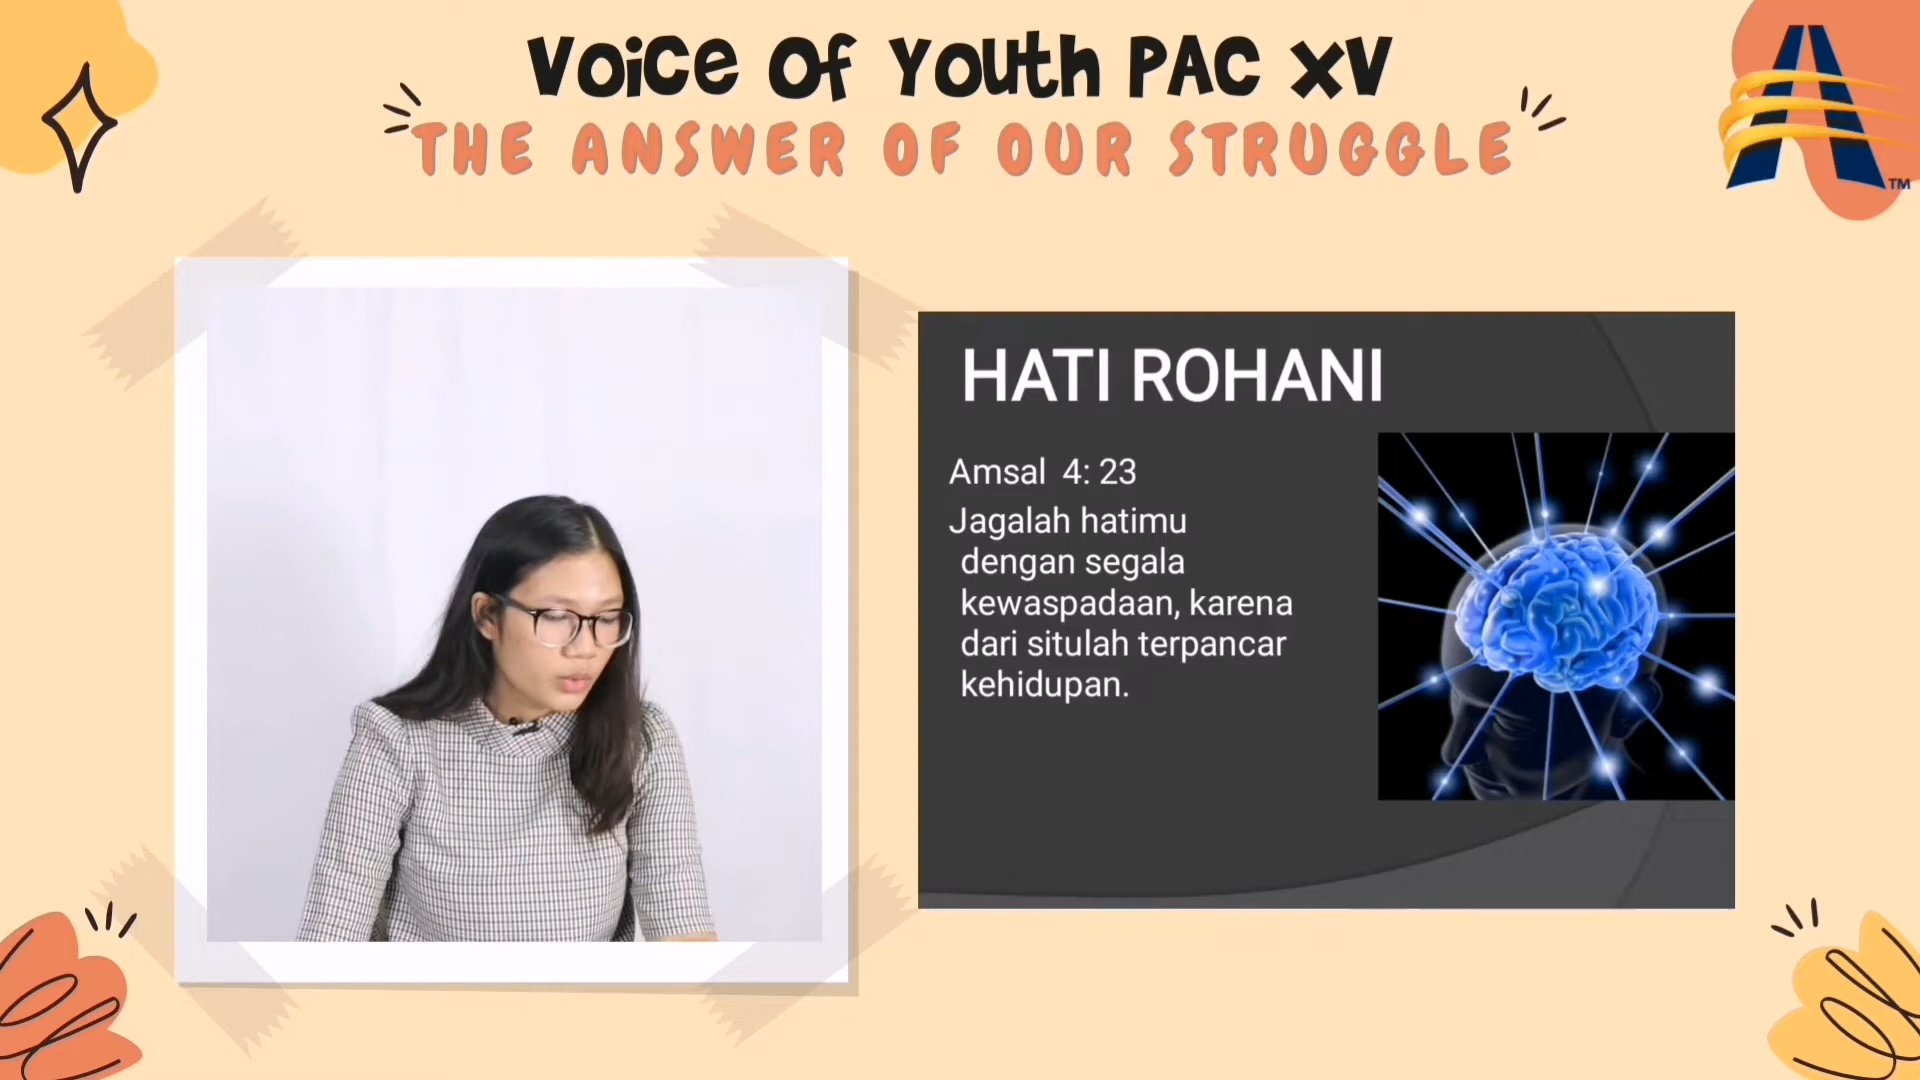 Voice Of Youth PAC XV
THE ANSWER OF OUR STRUGGLE
TM
HATI ROHANI
Amsal 4: 23
Jagalah hatimu
dengan segala
kewaspadaan, karena
dari situlah terpancar
kehidupan.